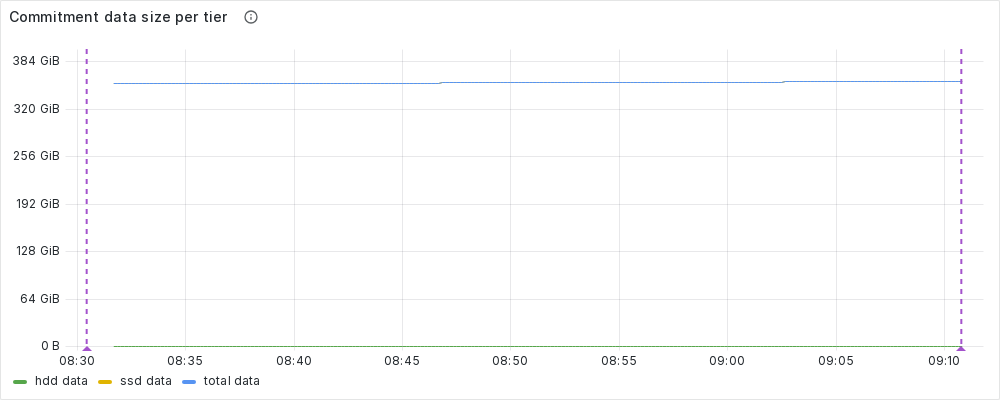 Commitment data size per tier
384 GiB
320 GiB
256 GiB
192 GiB
128 GiB
64 GiB
0 B
08:30 08:35 08:40 08:45 08:50 08:55 09:00 09:05 09:10
hdd data ssd data total data